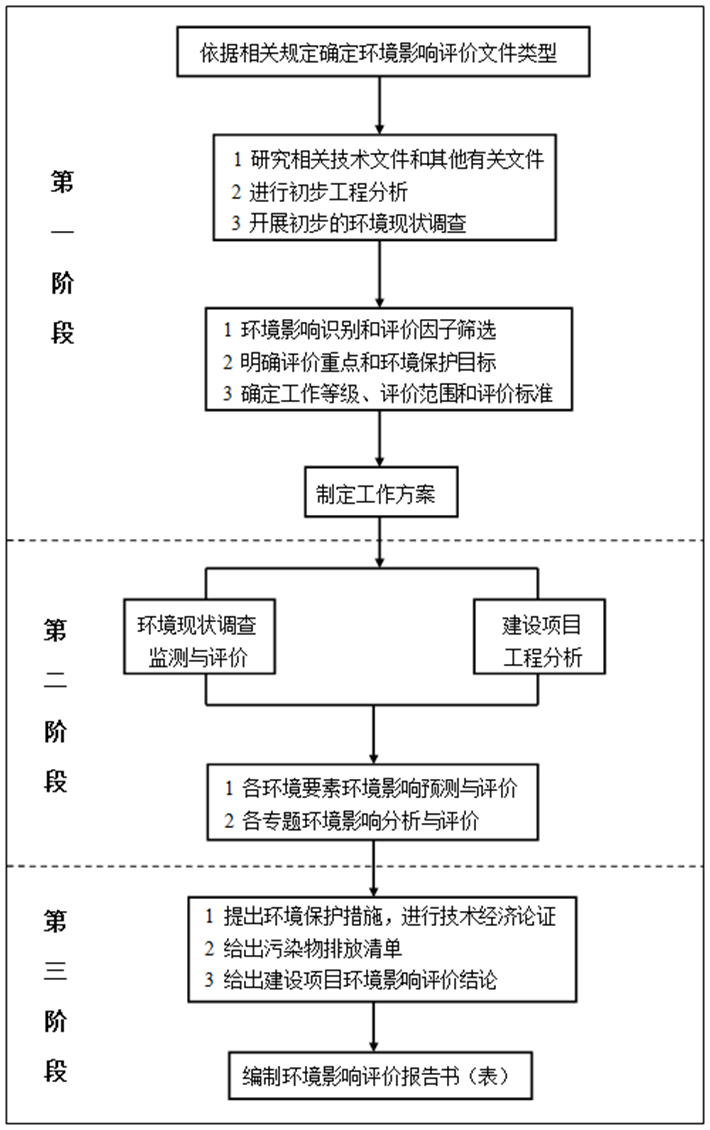 依据相关规定确定环境影响评价文件类型
第一阶段
1 研究相关技术文件和其他有关文件
2 进行初步工程分析
3 开展初步的环境现状调查
1 环境影响识别和评价因子筛选
2 明确评价重点和环境保护目标
3 确定工作等级、评价范围和评价标准
制定工作方案
第二阶段
环境现状调查
监测与评价
建设项目
工程分析
1 各环境要素环境影响预测与评价
2 各专题环境影响分析与评价
第三阶段
1 提出环境保护措施，进行技术经济论证
2 给出污染物排放清单
3 给出建设项目环境影响评价结论
编制环境影响评价报告书（表）